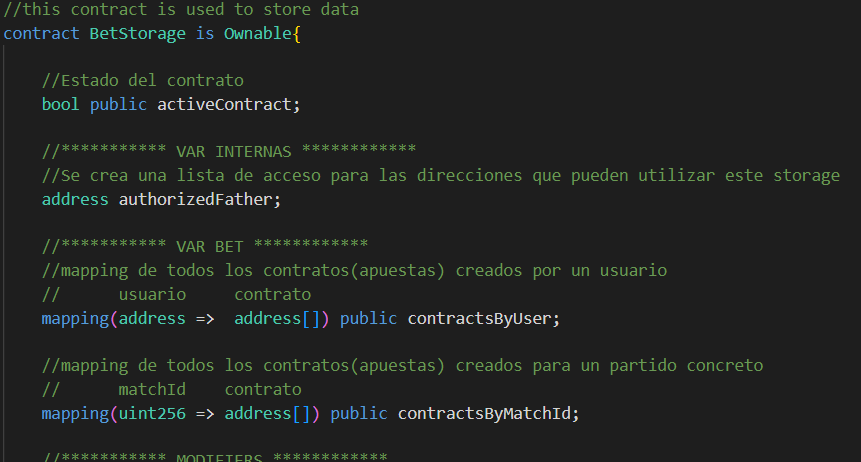 //this contract is used to store data
contract BetStorage is Ownable{
//Estado del contrato
bool public activeContract;
//*********** VAR INTERNAS ************
//Se crea una lista de acceso para las direcciones que pueden utilizar este storage
address authorizedFather;
//*********** VAR BET ************
//mapping de todos los contratos(apuestas) creados por un usuario
//      usuario     contrato
mapping(address =>  address[]) public contractsByUser;
//mapping de todos los contratos(apuestas) creados para un partido concreto
//      matchId    contrato
mapping(uint256 => address[]) public contractsByMatchId;
//*********** MODIFIERS ************